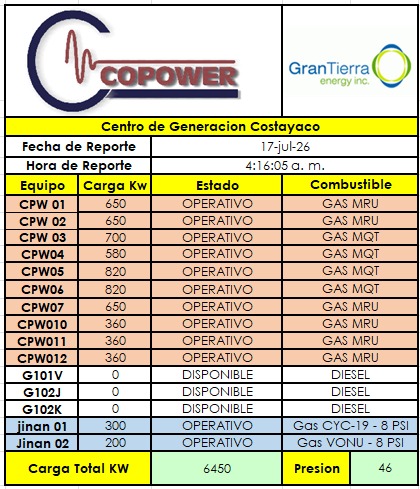 COPOWER
GranTierra
energy inc.
Centro de Generacion Costayaco
Fecha de Reporte 17-jul-26
Hora de Reporte 4:16:05 a. m.
Equipo Carga Kw Estado Combustible
CPW 01 650 OPERATIVO GAS MRU
CPW 02 650 OPERATIVO GAS MRU
CPW 03 700 OPERATIVO GAS MQT
CPW04 580 OPERATIVO GAS MQT
CPW05 820 OPERATIVO GAS MQT
CPW06 820 OPERATIVO GAS MQT
CPW07 650 OPERATIVO GAS MRU
CPW010 360 OPERATIVO GAS MRU
CPW011 360 OPERATIVO GAS MRU
CPW012 360 OPERATIVO GAS MRU
G101V 0 DISPONIBLE DIESEL
G102J 0 DISPONIBLE DIESEL
G102K 0 DISPONIBLE DIESEL
jinan 01 300 OPERATIVO Gas CYC-19 - 8 PSI
Jinan 02 200 OPERATIVO Gas VONU - 8 PSI
Carga Total KW 6450 Presion 46